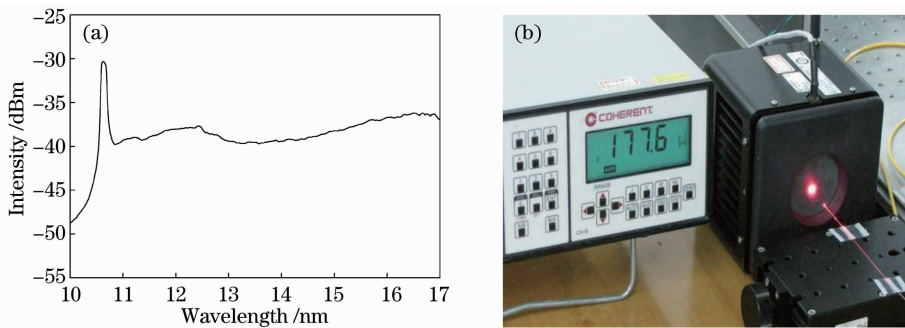 (a)
Intensity /dBm
-25
-30
-35
-40
-45
-50
-55
10 11 12 13 14 15 16 17
Wavelength /nm
(b)
COHERENT
177.6 W
RANGE